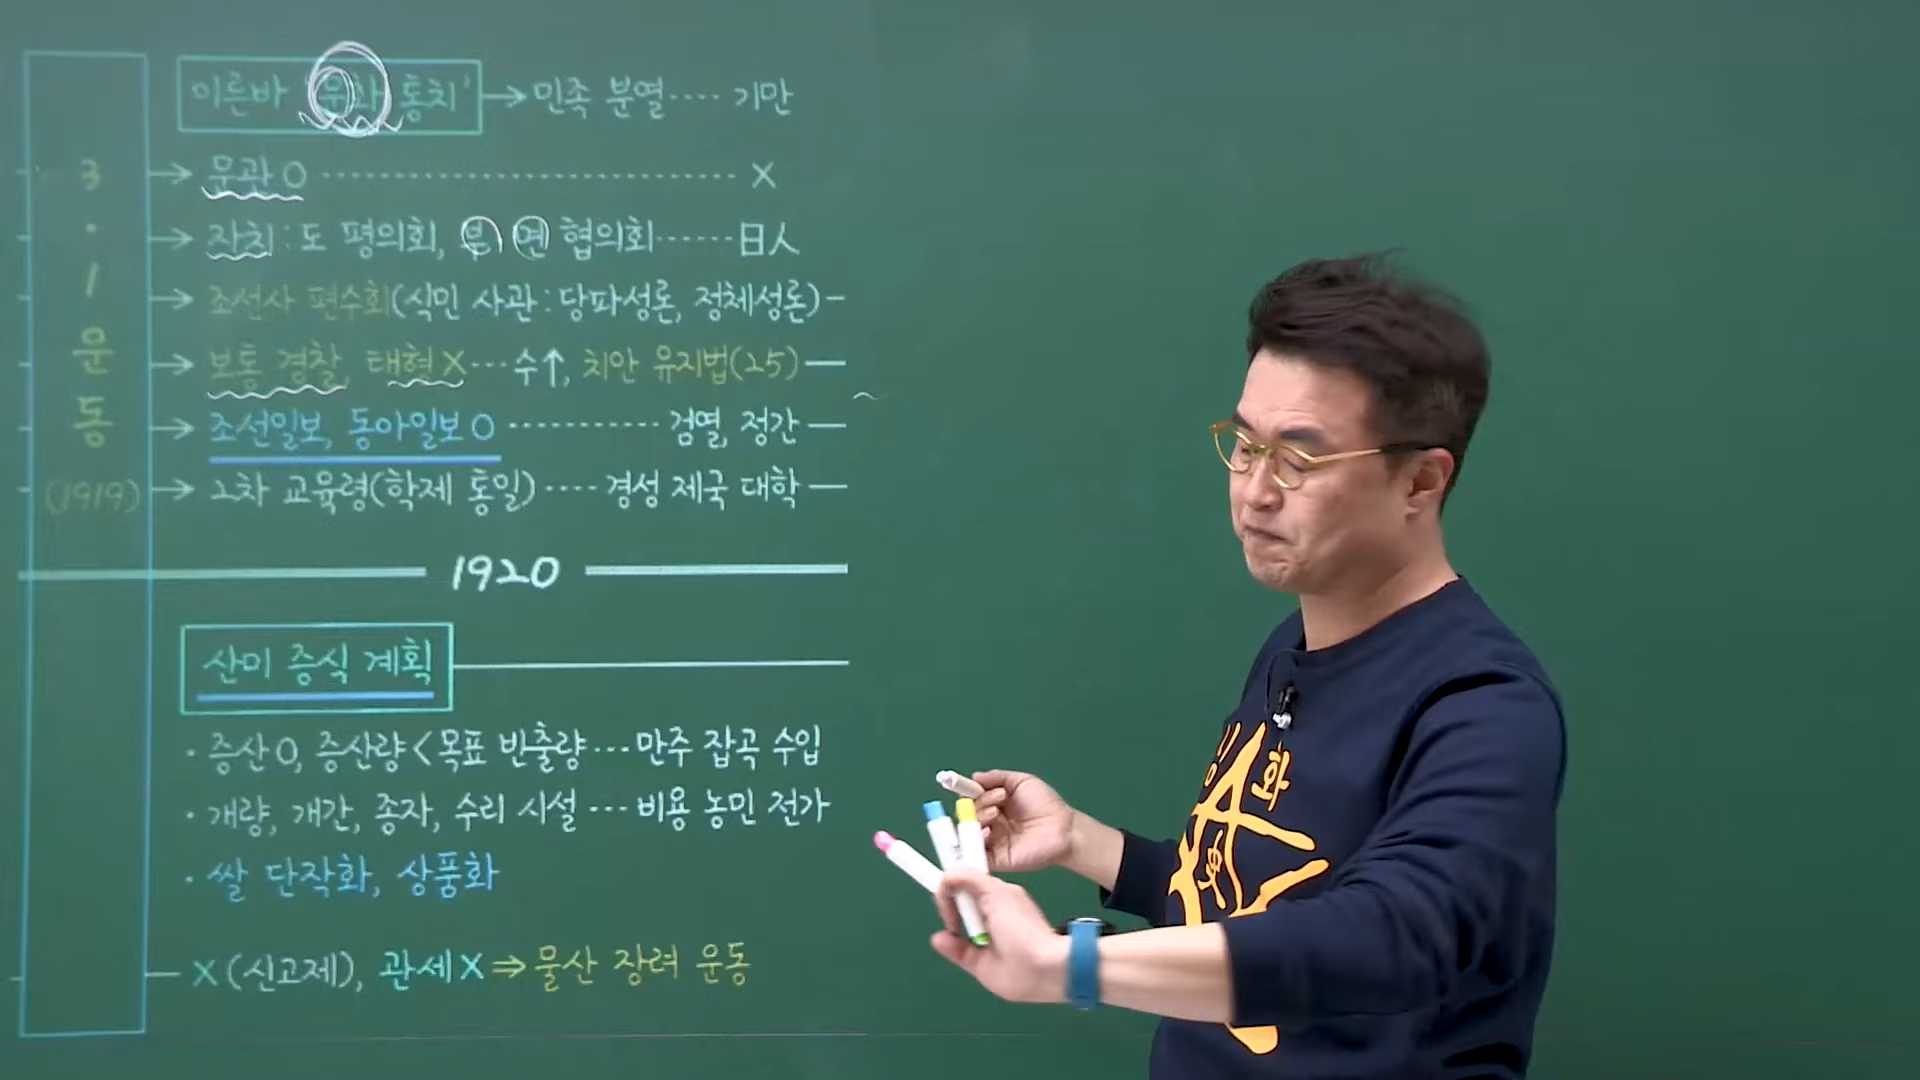 이른바 '문화 통치' → 민족 분열···· 기만
3·1운동 (1919)
→ 문관 O ································ X
→ 자치 : 도 평의회, 부, 면 협의회······ 日人
→ 조선사 편수회(식민 사관 : 당파성론, 정체성론) –
→ 보통 경찰, 태형 X ··· 수↑, 치안 유지법(25) —
→ 조선일보, 동아일보 O ············ 검열, 정간 —
→ 2차 교육령(학제 통일) ···· 경성 제국 대학 —
1920
산미 증식 계획
· 증산 O, 증산량 < 목표 반출량 ··· 만주 잡곡 수입
· 개량, 개간, 종자, 수리 시설 ··· 비용 농민 전가
· 쌀 단작화, 상품화
X (신고제), 관세 X ⇒ 물산 장려 운동
화